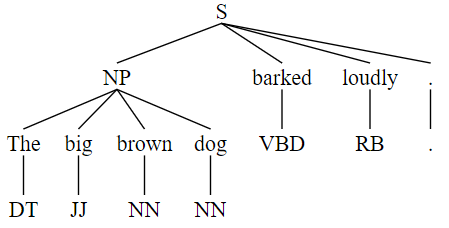 S
NP barked loudly .
The big brown dog VBD RB .
DT JJ NN NN